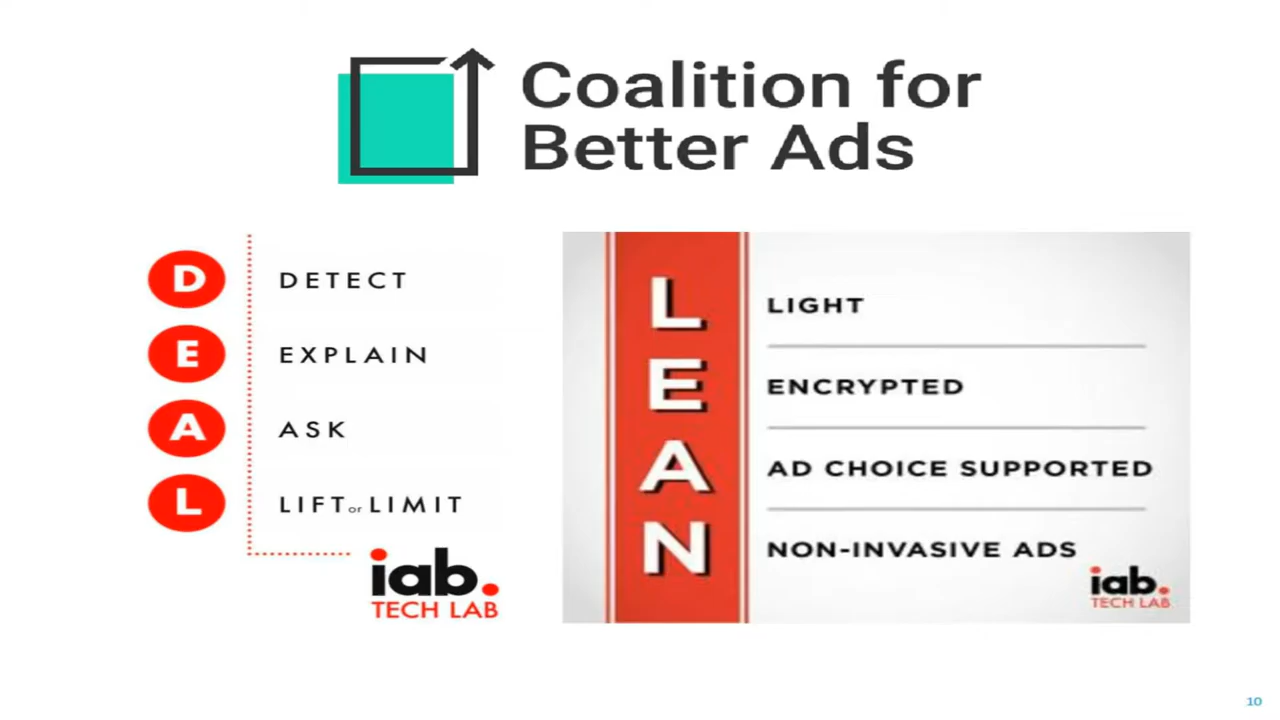 Coalition for
Better Ads
D DETECT
E EXPLAIN
A ASK
L LIFT or LIMIT
iab.
TECH LAB
L LIGHT
E ENCRYPTED
A AD CHOICE SUPPORTED
N NON-INVASIVE ADS
iab.
TECH LAB
10